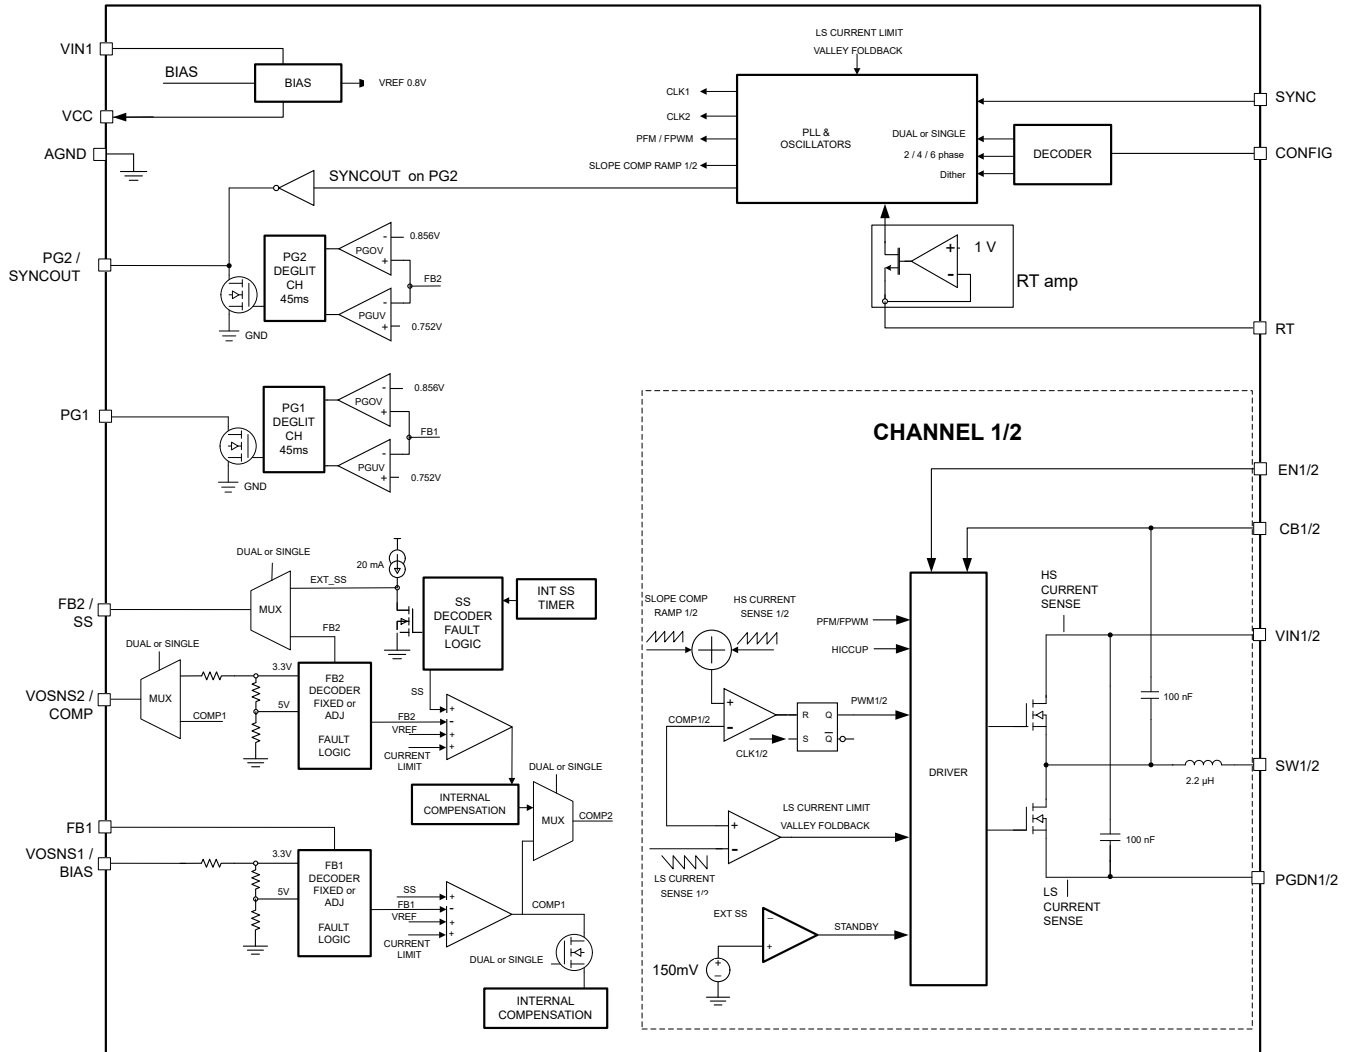 VIN1
BIAS
BIAS
VREF 0.8V
VCC
AGND
SYNCOUT on PG2
PG2 /
SYNCOUT
PG2
DEGLIT
CH
45ms
PGOV
-
+
0.856V
FB2
PGUV
-
+
0.752V
GND
PG1
PG1
DEGLIT
CH
45ms
PGOV
-
+
0.856V
FB1
PGUV
-
+
0.752V
GND
LS CURRENT LIMIT
VALLEY FOLDBACK
CLK1
CLK2
PFM / FPWM
SLOPE COMP RAMP 1/2
PLL &
OSCILLATORS
DUAL or SINGLE
2 / 4 / 6 phase
Dither
DECODER
SYNC
CONFIG
+
-
1 V
RT amp
RT
DUAL or SINGLE
MUX
EXT_SS
FB2
20 mA
SS
DECODER
FAULT
LOGIC
INT SS
TIMER
FB2 /
SS
DUAL or SINGLE
MUX
COMP1
VOSNS2 /
COMP
3.3V
5V
FB2
DECODER
FIXED or
ADJ
FAULT
LOGIC
SS
FB2
VREF
CURRENT
LIMIT
+
-
+
+
INTERNAL
COMPENSATION
DUAL or SINGLE
MUX
COMP2
FB1
VOSNS1 /
BIAS
3.3V
5V
FB1
DECODER
FIXED or
ADJ
FAULT
LOGIC
SS
FB1
VREF
CURRENT
LIMIT
+
-
+
+
COMP1
DUAL or SINGLE
INTERNAL
COMPENSATION
CHANNEL 1/2
EN1/2
CB1/2
VIN1/2
SW1/2
PGDN1/2
SLOPE COMP
RAMP 1/2
HS CURRENT
SENSE 1/2
PFM/FPWM
HICCUP
COMP1/2
+
-
R
Q
S
Q
PWM1/2
CLK1/2
DRIVER
+
-
LS CURRENT LIMIT
VALLEY FOLDBACK
LS CURRENT
SENSE 1/2
EXT SS
-
+
STANDBY
150mV
+
-
HS
CURRENT
SENSE
100 nF
2.2 µH
100 nF
LS
CURRENT
SENSE